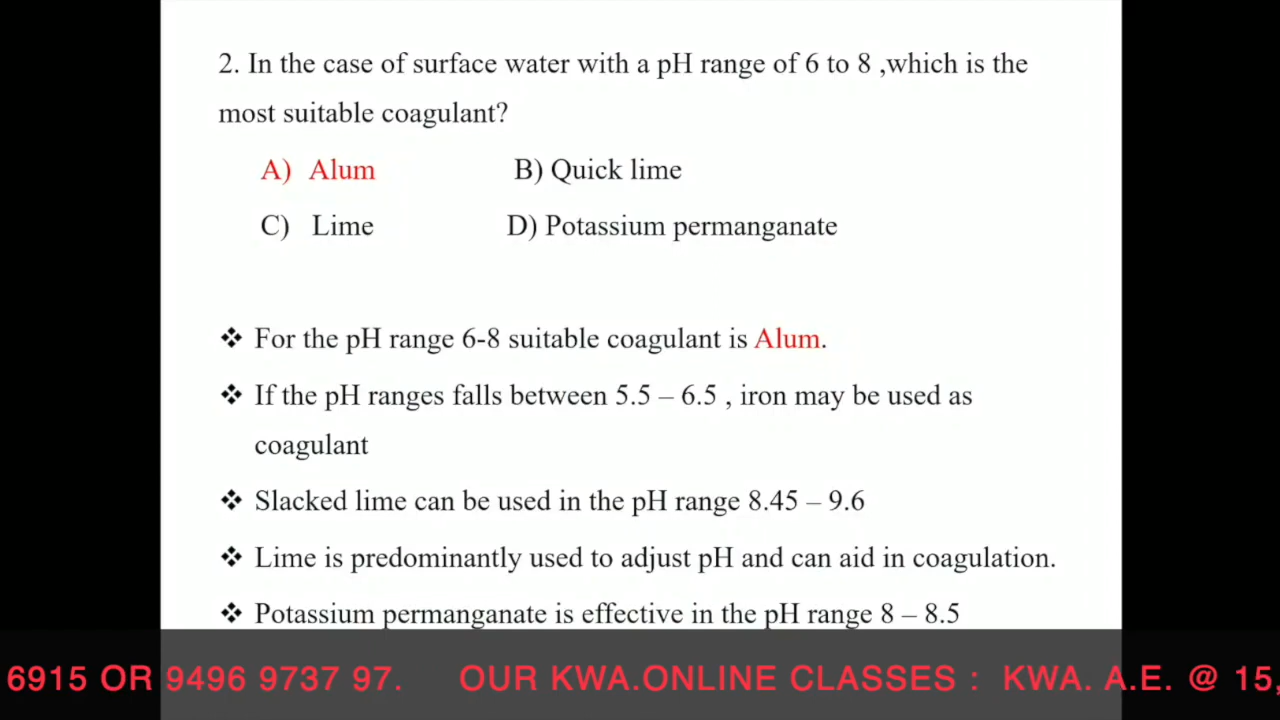 2. In the case of surface water with a pH range of 6 to 8 ,which is the
most suitable coagulant?
A) Alum B) Quick lime
C) Lime D) Potassium permanganate
❖ For the pH range 6-8 suitable coagulant is Alum.
❖ If the pH ranges falls between 5.5 – 6.5 , iron may be used as
coagulant
❖ Slacked lime can be used in the pH range 8.45 – 9.6
❖ Lime is predominantly used to adjust pH and can aid in coagulation.
❖ Potassium permanganate is effective in the pH range 8 – 8.5
6915 OR 9496 9737 97. OUR KWA.ONLINE CLASSES : KWA. A.E. @ 15,